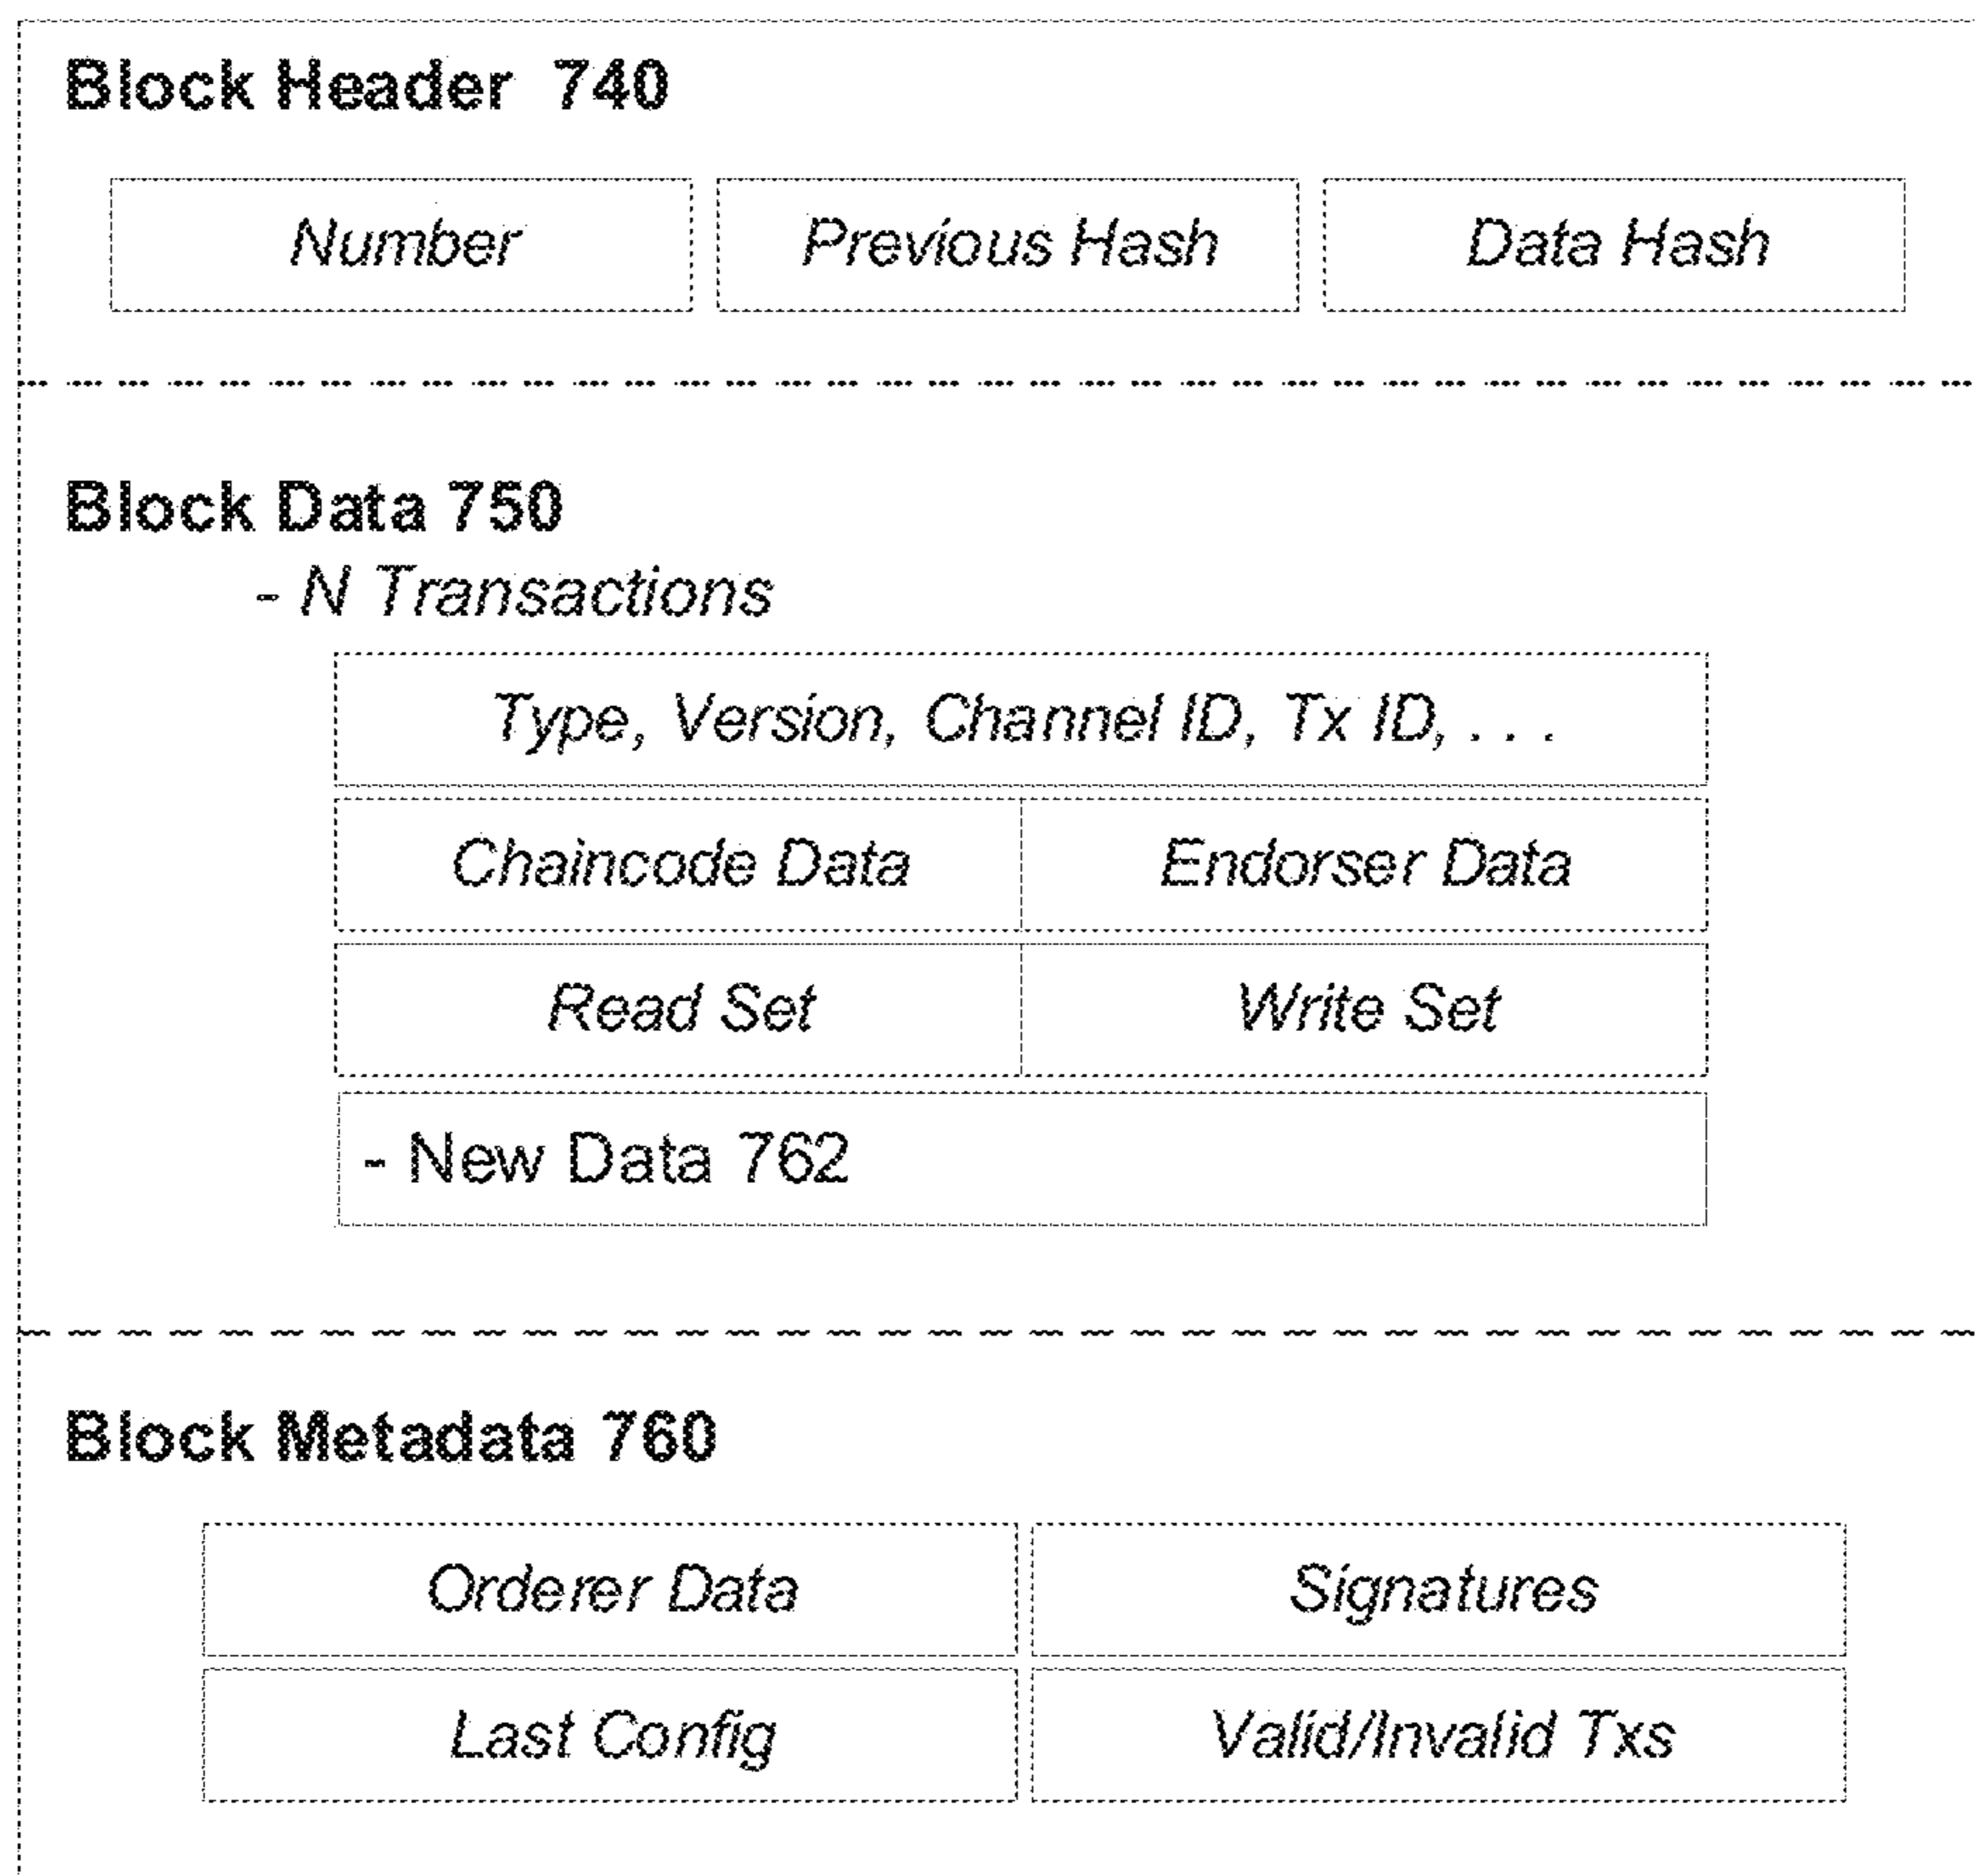 Block Header 740
Number Previous Hash Data Hash
Block Data 750
- N Transactions
Type, Version, Channel ID, Tx ID, . . .
Chaincode Data Endorser Data
Read Set Write Set
- New Data 762
Block Metadata 760
Orderer Data Signatures
Last Config Valid/Invalid Txs